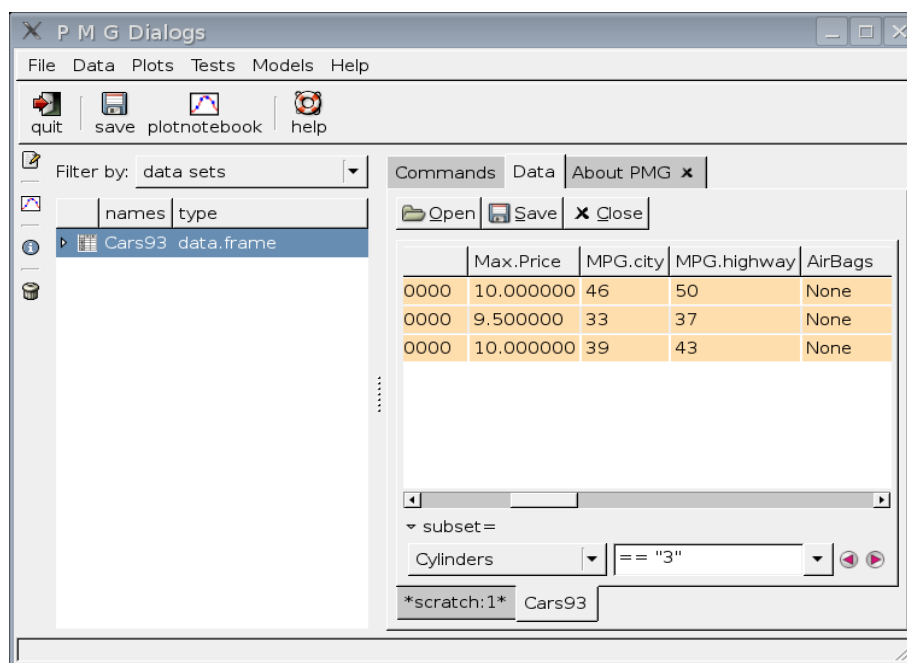 P M G Dialogs
File Data Plots Tests Models Help
quit save plotnotebook help
Filter by: data sets
names type
Cars93 data.frame
Commands Data About PMG
Open Save Close
Max.Price MPG.city MPG.highway AirBags
0000 10.000000 46 50 None
0000 9.500000 33 37 None
0000 10.000000 39 43 None
subset=
Cylinders == "3"
*scratch:1* Cars93